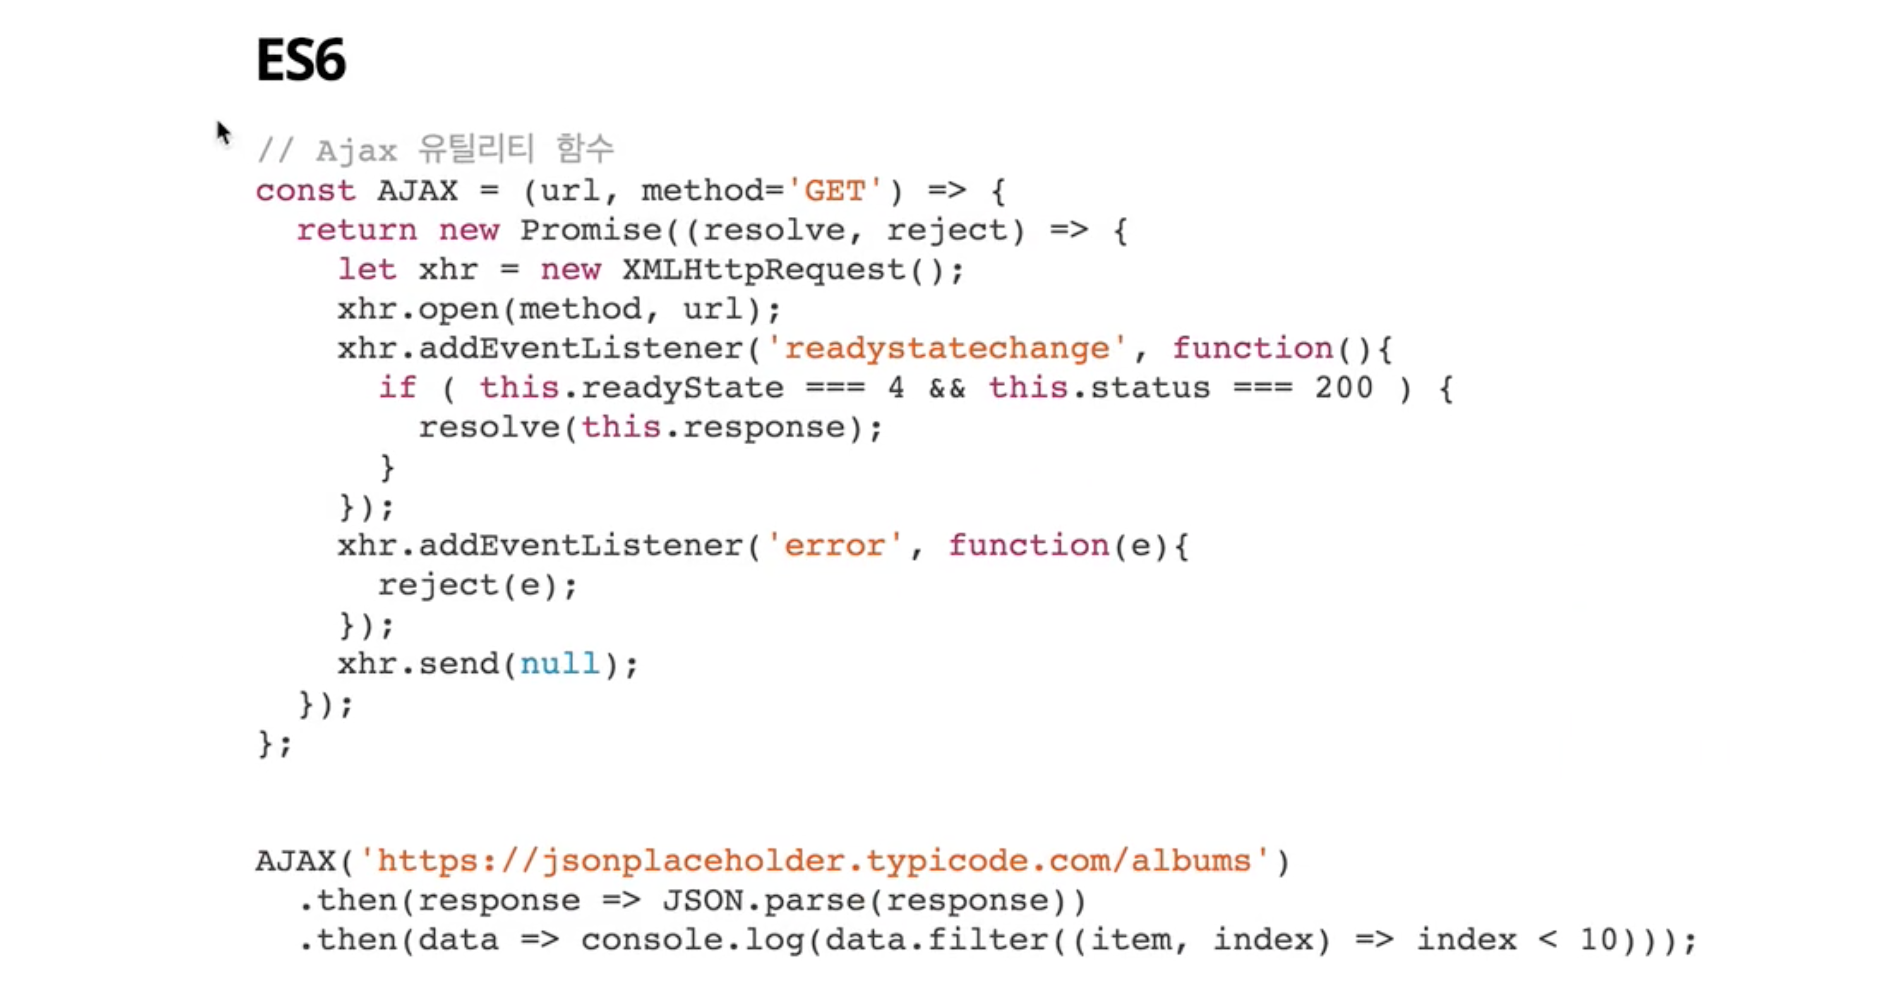 ES6
// Ajax 유틸리티 함수
const AJAX = (url, method='GET') => {
  return new Promise((resolve, reject) => {
    let xhr = new XMLHttpRequest();
    xhr.open(method, url);
    xhr.addEventListener('readystatechange', function(){
      if ( this.readyState === 4 && this.status === 200 ) {
        resolve(this.response);
      }
    });
    xhr.addEventListener('error', function(e){
      reject(e);
    });
    xhr.send(null);
  });
};
AJAX('https://jsonplaceholder.typicode.com/albums')
  .then(response => JSON.parse(response))
  .then(data => console.log(data.filter((item, index) => index < 10)));